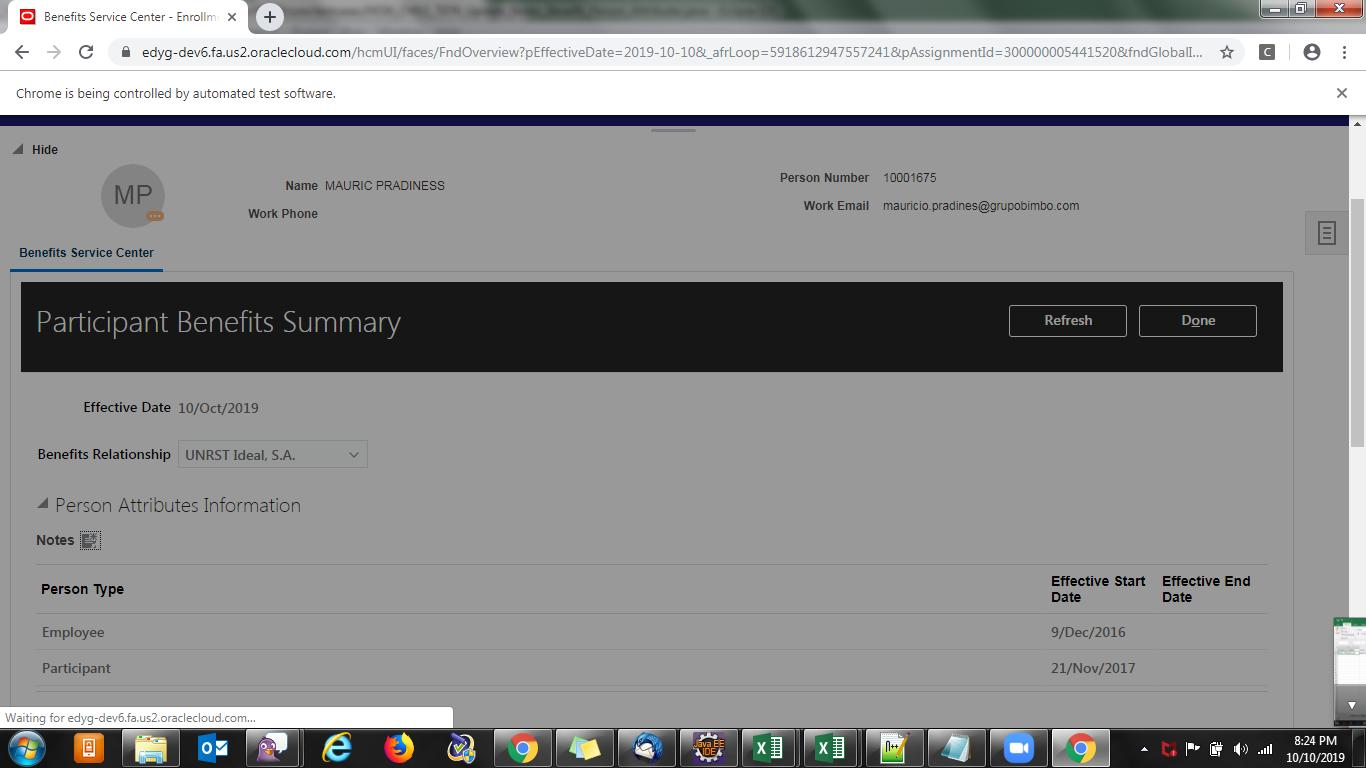 Benefits Service Center - Enrollm
edyg-dev6.fa.us2.oraclecloud.com/hcmUI/faces/FndOverview?pEffectiveDate=2019-10-10&_afrLoop=5918612947557241&pAssignmentId=300000005441520&fndGlobalI...
Chrome is being controlled by automated test software.
Hide
MP
Name MAURIC PRADINESS
Person Number 10001675
Work Phone
Work Email mauricio.pradines@grupobimbo.com
Benefits Service Center
Participant Benefits Summary
Refresh
Done
Effective Date 10/Oct/2019
Benefits Relationship UNRST Ideal, S.A.
Person Attributes Information
Notes
Person Type
Effective Start Date
Effective End Date
Employee 9/Dec/2016
Participant 21/Nov/2017
Waiting for edyg-dev6.fa.us2.oraclecloud.com...
8:24 PM
10/10/2019